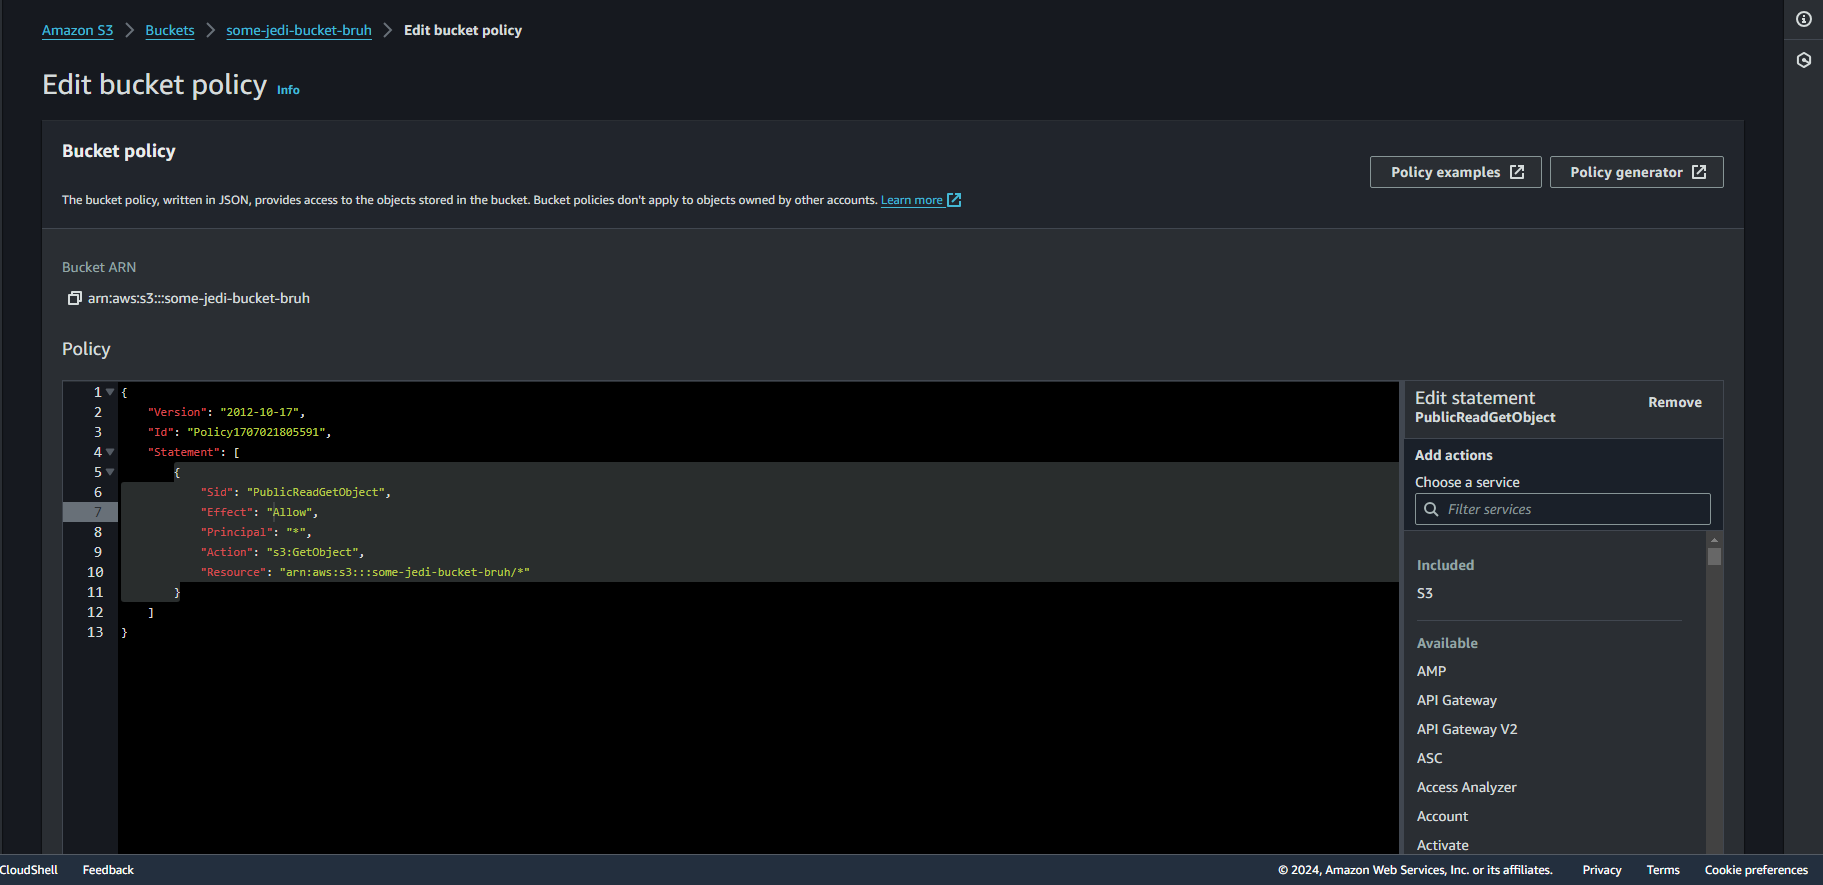 Amazon S3 Buckets some-jedi-bucket-bruh Edit bucket policy
Edit bucket policy Info
Bucket policy
Policy examples Policy generator
The bucket policy, written in JSON, provides access to the objects stored in the bucket. Bucket policies don't apply to objects owned by other accounts. Learn more
Bucket ARN
arn:aws:s3:::some-jedi-bucket-bruh
Policy
1 {
2 "Version": "2012-10-17",
3 "Id": "Policy1707021805591",
4 "Statement": [
5 {
6 "Sid": "PublicReadGetObject",
7 "Effect": "Allow",
8 "Principal": "*",
9 "Action": "s3:GetObject",
10 "Resource": "arn:aws:s3:::some-jedi-bucket-bruh/*"
11 }
12 ]
13 }
Edit statement
PublicReadGetObject
Remove
Add actions
Choose a service
Filter services
Included
S3
Available
AMP
API Gateway
API Gateway V2
ASC
Access Analyzer
Account
Activate
CloudShell Feedback © 2024, Amazon Web Services, Inc. or its affiliates. Privacy Terms Cookie preferences